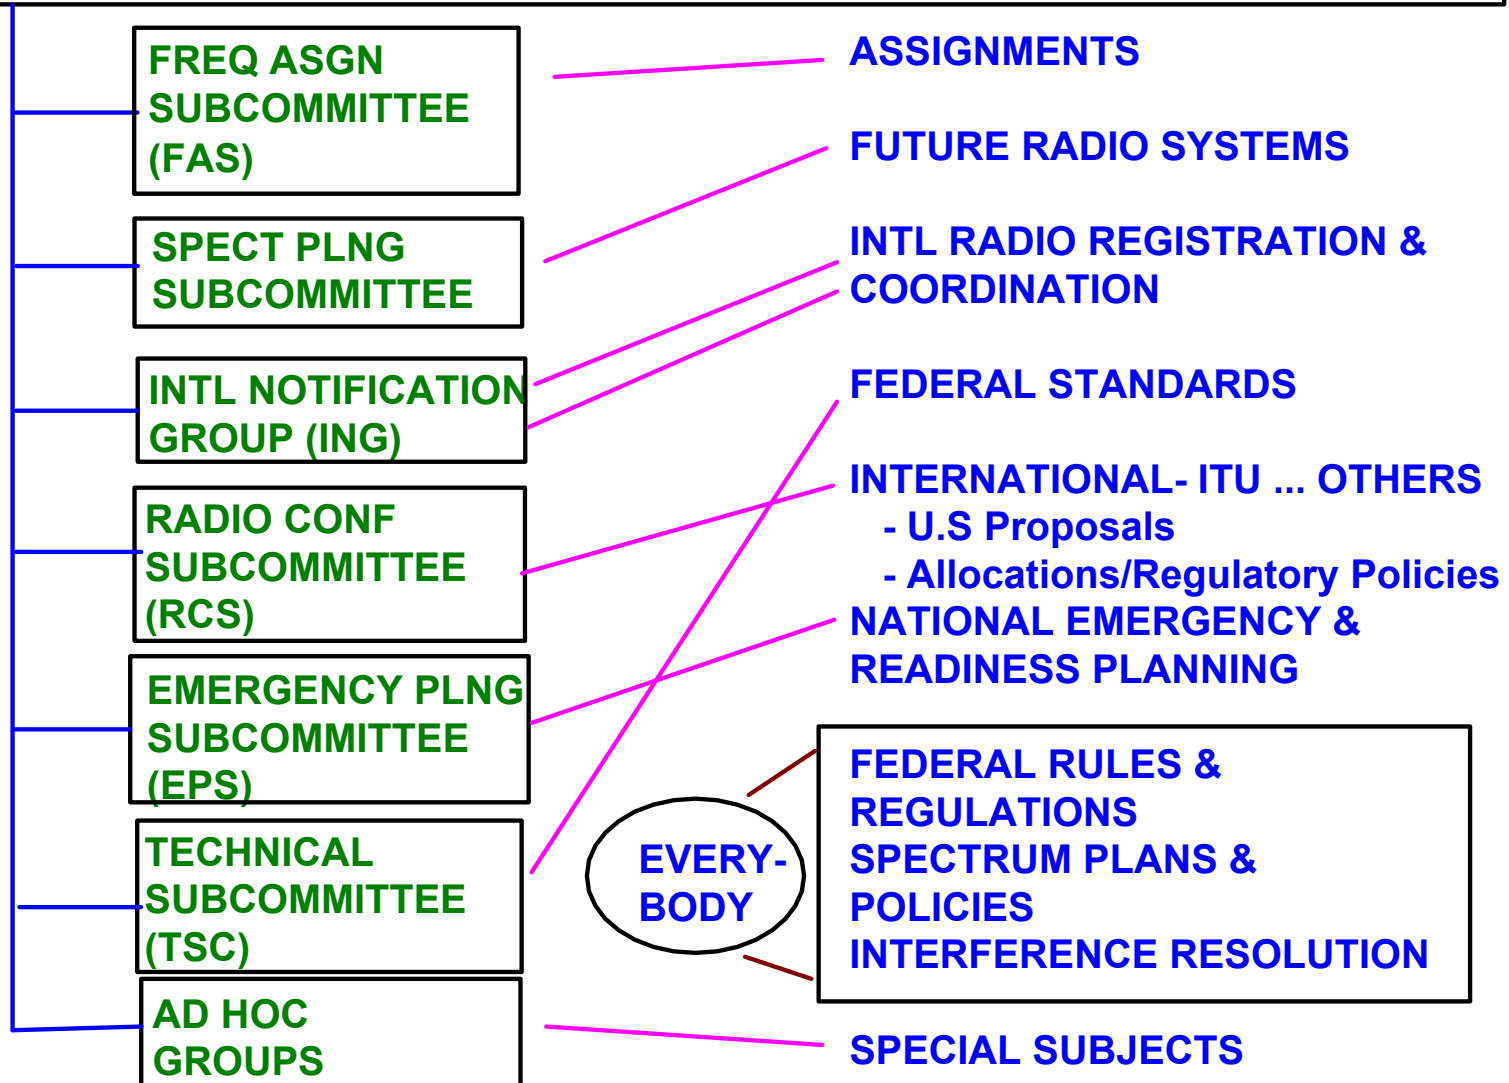 FREQ ASGN
SUBCOMMITTEE
(FAS)
ASSIGNMENTS
SPECT PLNG
SUBCOMMITTEE
FUTURE RADIO SYSTEMS
INTL NOTIFICATION
GROUP (ING)
INTL RADIO REGISTRATION &
COORDINATION
RADIO CONF
SUBCOMMITTEE
(RCS)
FEDERAL STANDARDS
INTERNATIONAL- ITU ... OTHERS
- U.S Proposals
- Allocations/Regulatory Policies
EMERGENCY PLNG
SUBCOMMITTEE
(EPS)
NATIONAL EMERGENCY &
READINESS PLANNING
TECHNICAL
SUBCOMMITTEE
(TSC)
EVERY-
BODY
FEDERAL RULES &
REGULATIONS
SPECTRUM PLANS &
POLICIES
INTERFERENCE RESOLUTION
AD HOC
GROUPS
SPECIAL SUBJECTS